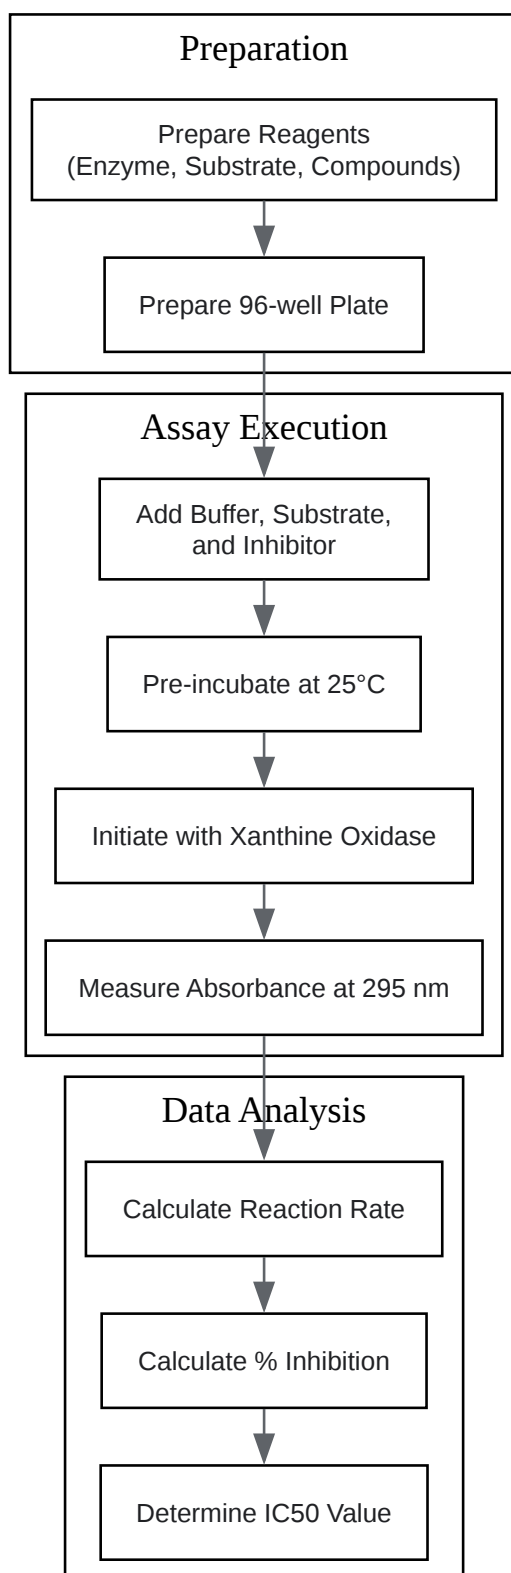 Preparation
Prepare Reagents
(Enzyme, Substrate, Compounds)
Prepare 96-well Plate
Assay Execution
Add Buffer, Substrate,
and Inhibitor
Pre-incubate at 25°C
Initiate with Xanthine Oxidase
Measure Absorbance at 295 nm
Data Analysis
Calculate Reaction Rate
Calculate % Inhibition
Determine IC50 Value